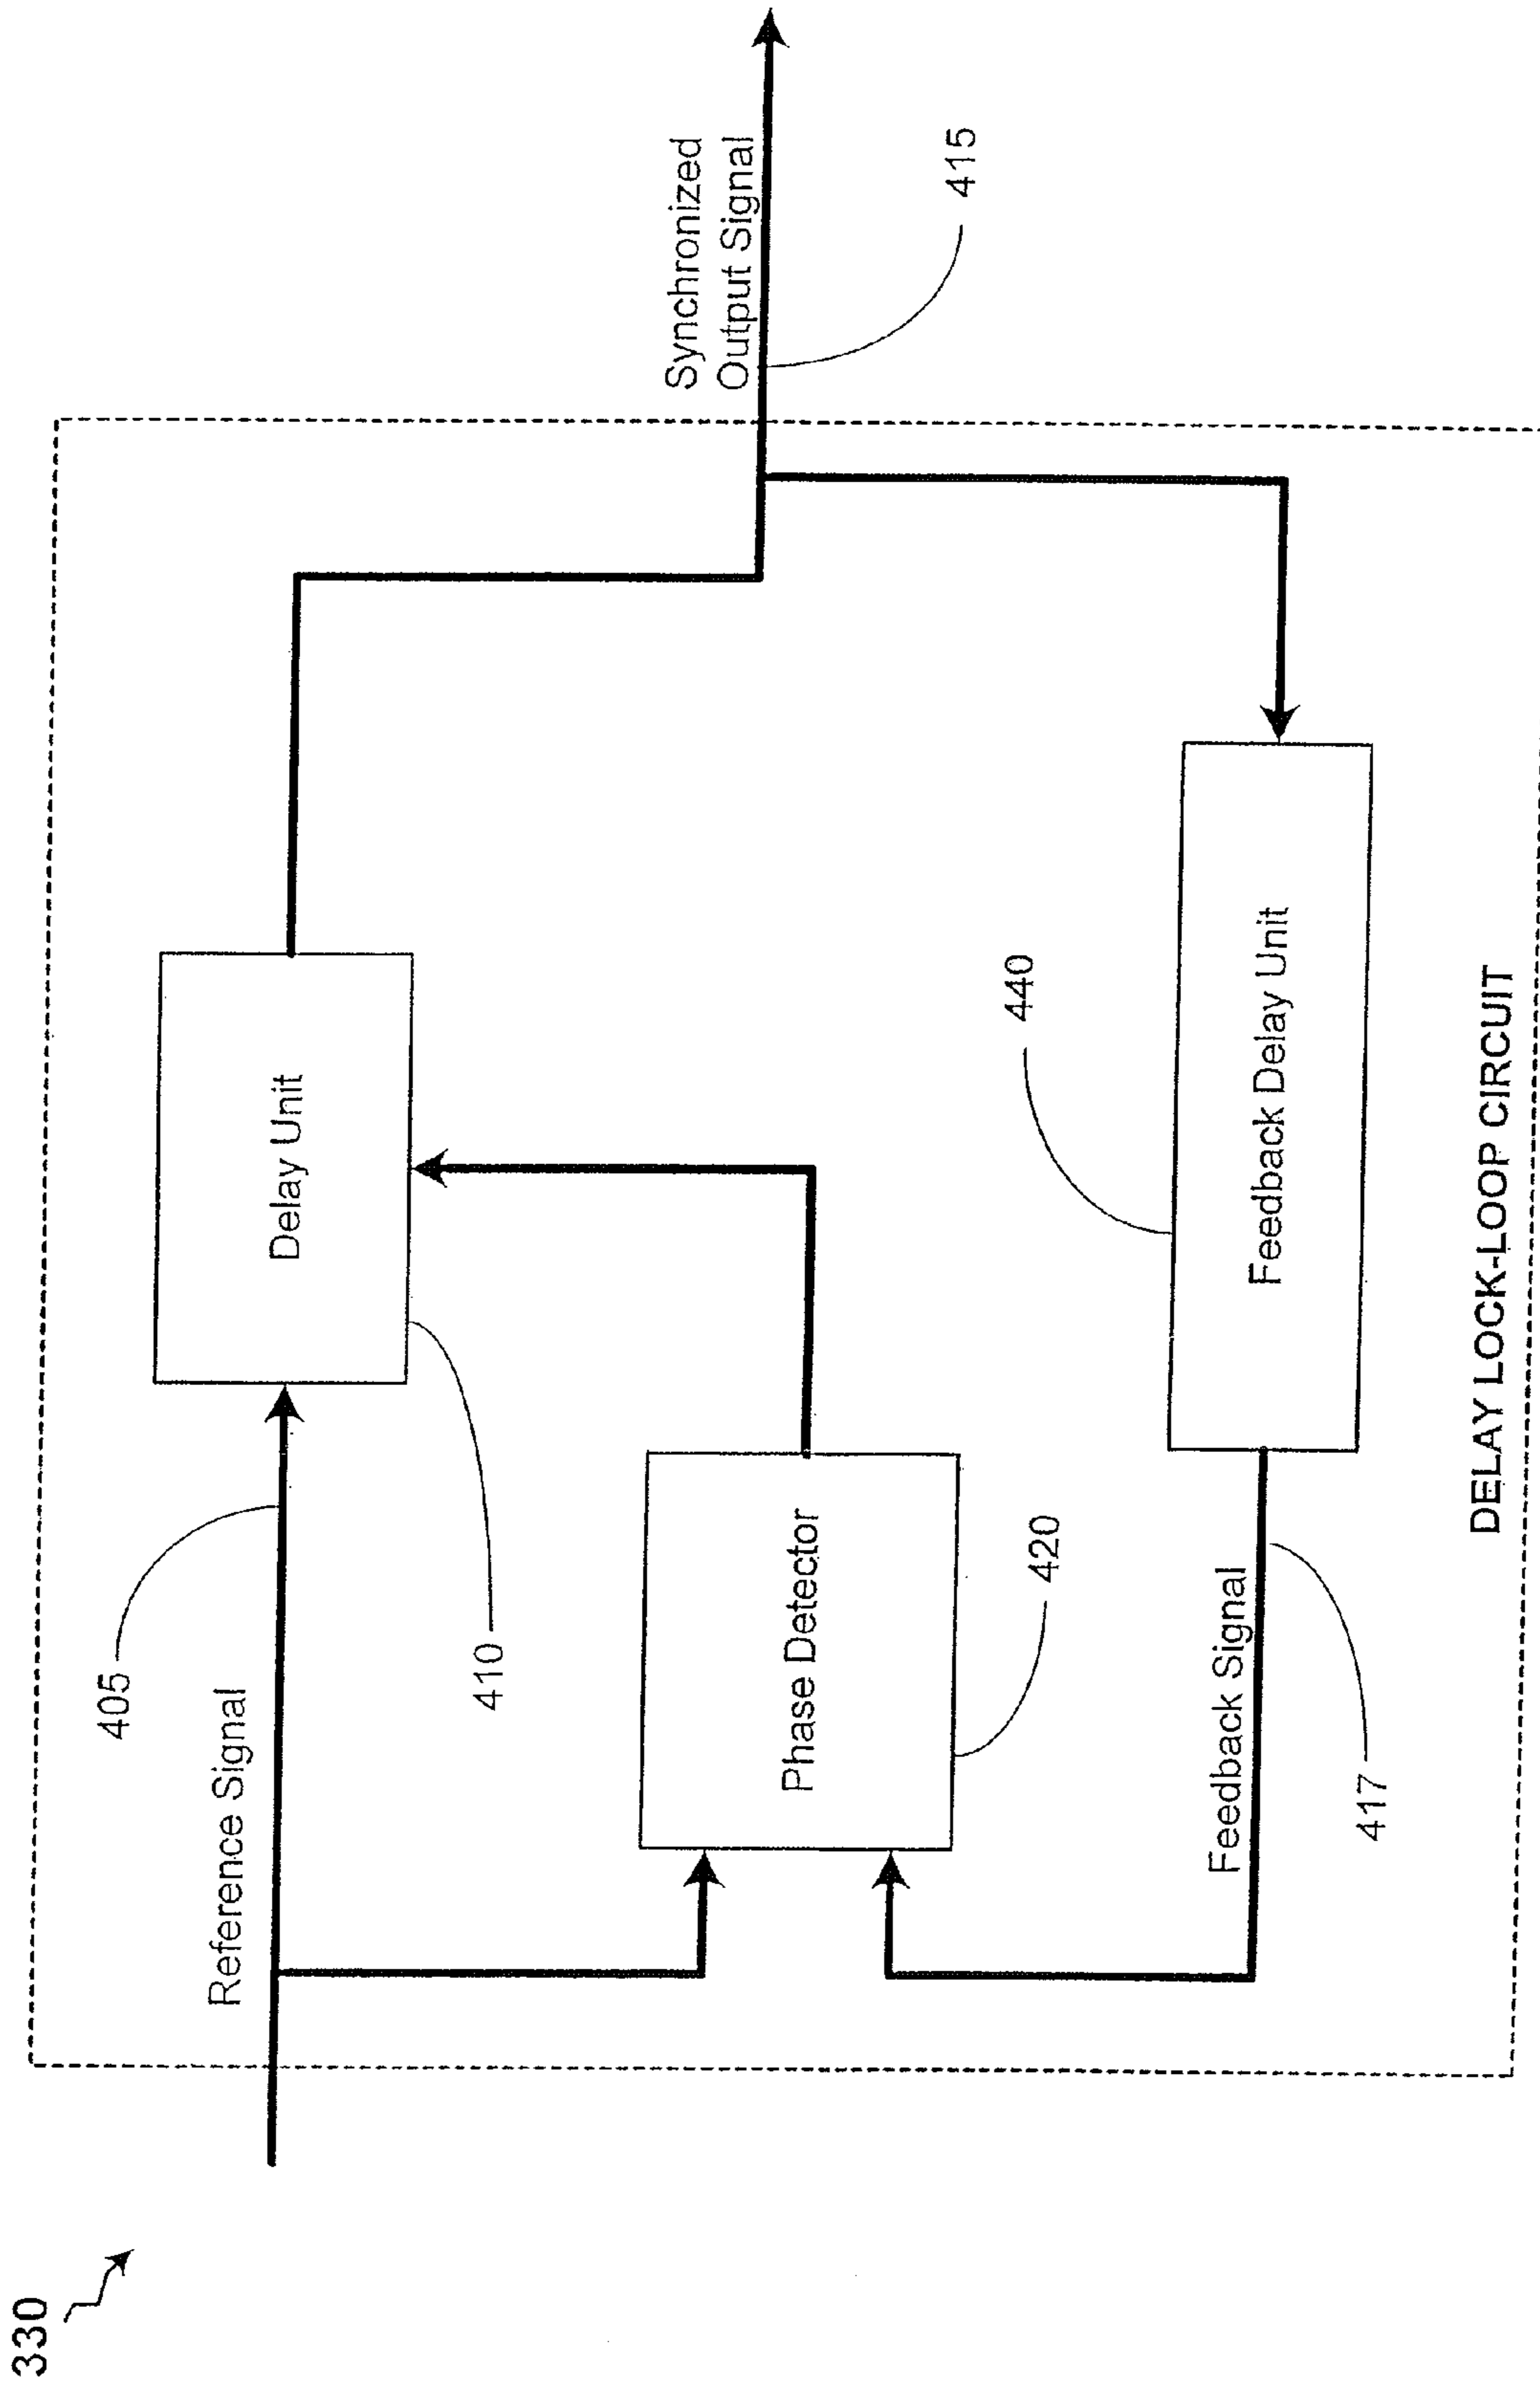 330
Reference Signal
405
Delay Unit
410
Synchronized
Output Signal
415
Phase Detector
420
440
Feedback Delay Unit
Feedback Signal
417
DELAY LOCK-LOOP CIRCUIT